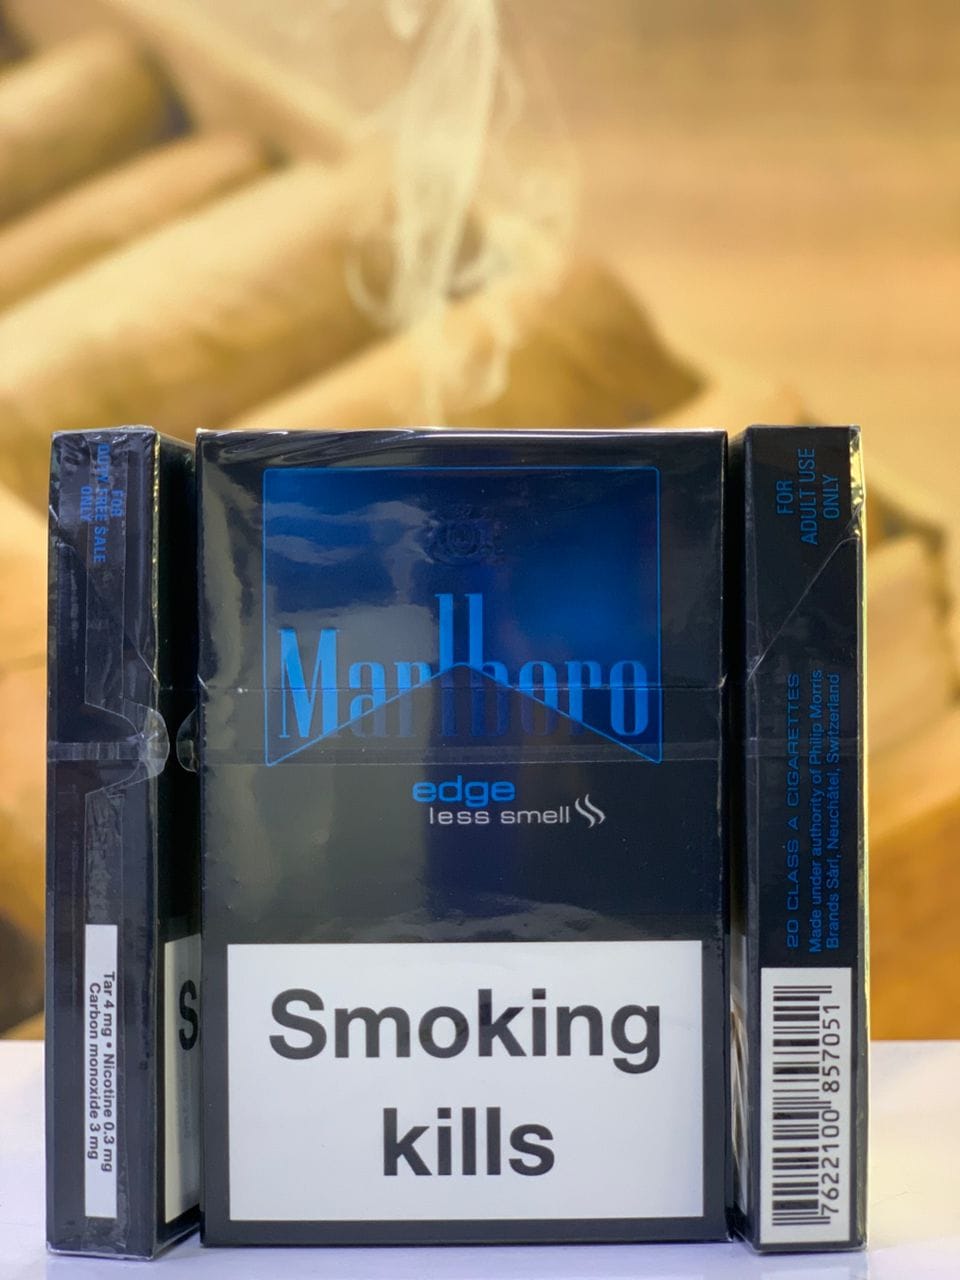 FOR
DUTY FREE SALE
ONLY
Tar 4 mg • Nicotine 0.3 mg
Carbon monoxide 3 mg
S
Marlboro
edge
less smell
Smoking
kills
FOR
ADULT USE
ONLY
20 CLASS A CIGARETTES
Made under authority of Philip Morris
Brands Sàrl, Neuchâtel, Switzerland
7622100 857051